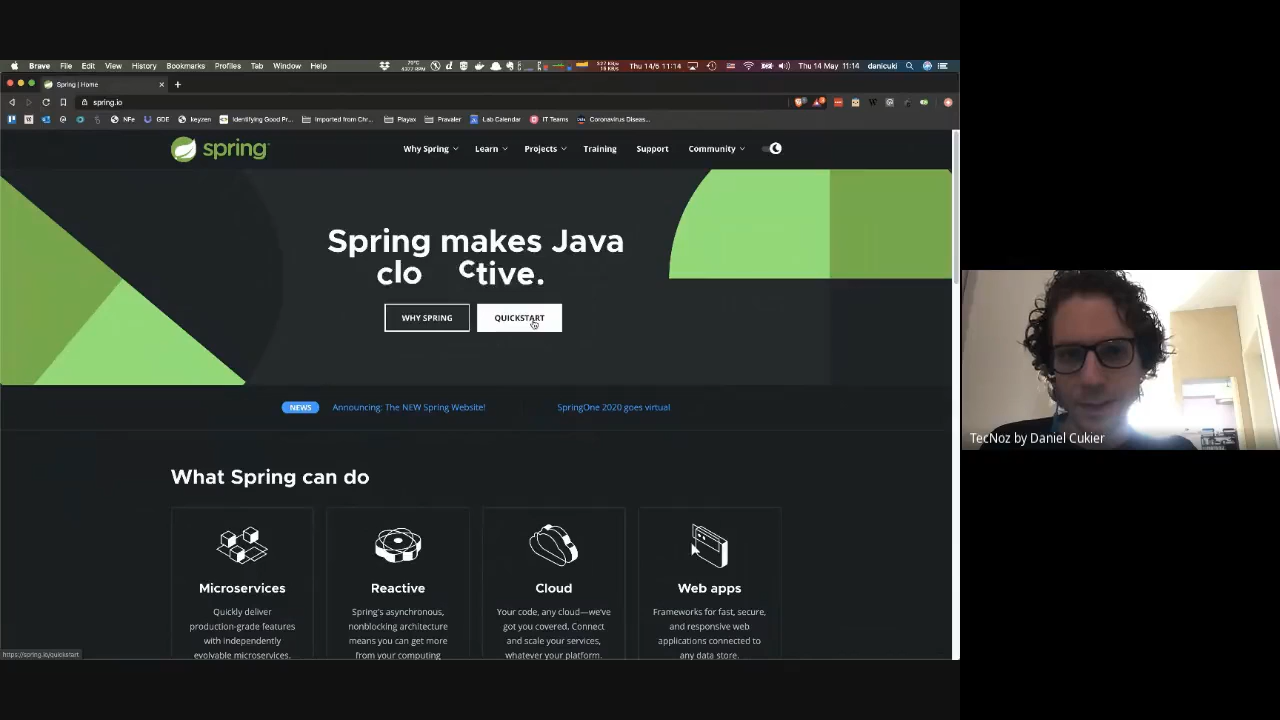 Brave File Edit View History Bookmarks Profiles Tab Window Help
Thu 14/5 11:14 Thu 14 May 11:14 danicuki
Spring | Home
spring.io
NFe GDE keyzen Identifying Good Pr... Imported from Chr... Playax Pravaler Lab Calendar IT Teams Coronavirus Diseas...
spring Why Spring Learn Projects Training Support Community
Spring makes Java
clo ctive.
WHY SPRING QUICKSTART
NEWS Announcing: The NEW Spring Website! SpringOne 2020 goes virtual
What Spring can do
Microservices Reactive Cloud Web apps
Quickly deliver
production-grade features
with independently
evolvable microservices.
Spring's asynchronous,
nonblocking architecture
means you can get more
from your computing
Your code, any cloud—we've
got you covered. Connect
and scale your services,
whatever your platform.
Frameworks for fast, secure,
and responsive web
applications connected to
any data store.
https://spring.io/quickstart
TecNoz by Daniel Cukier